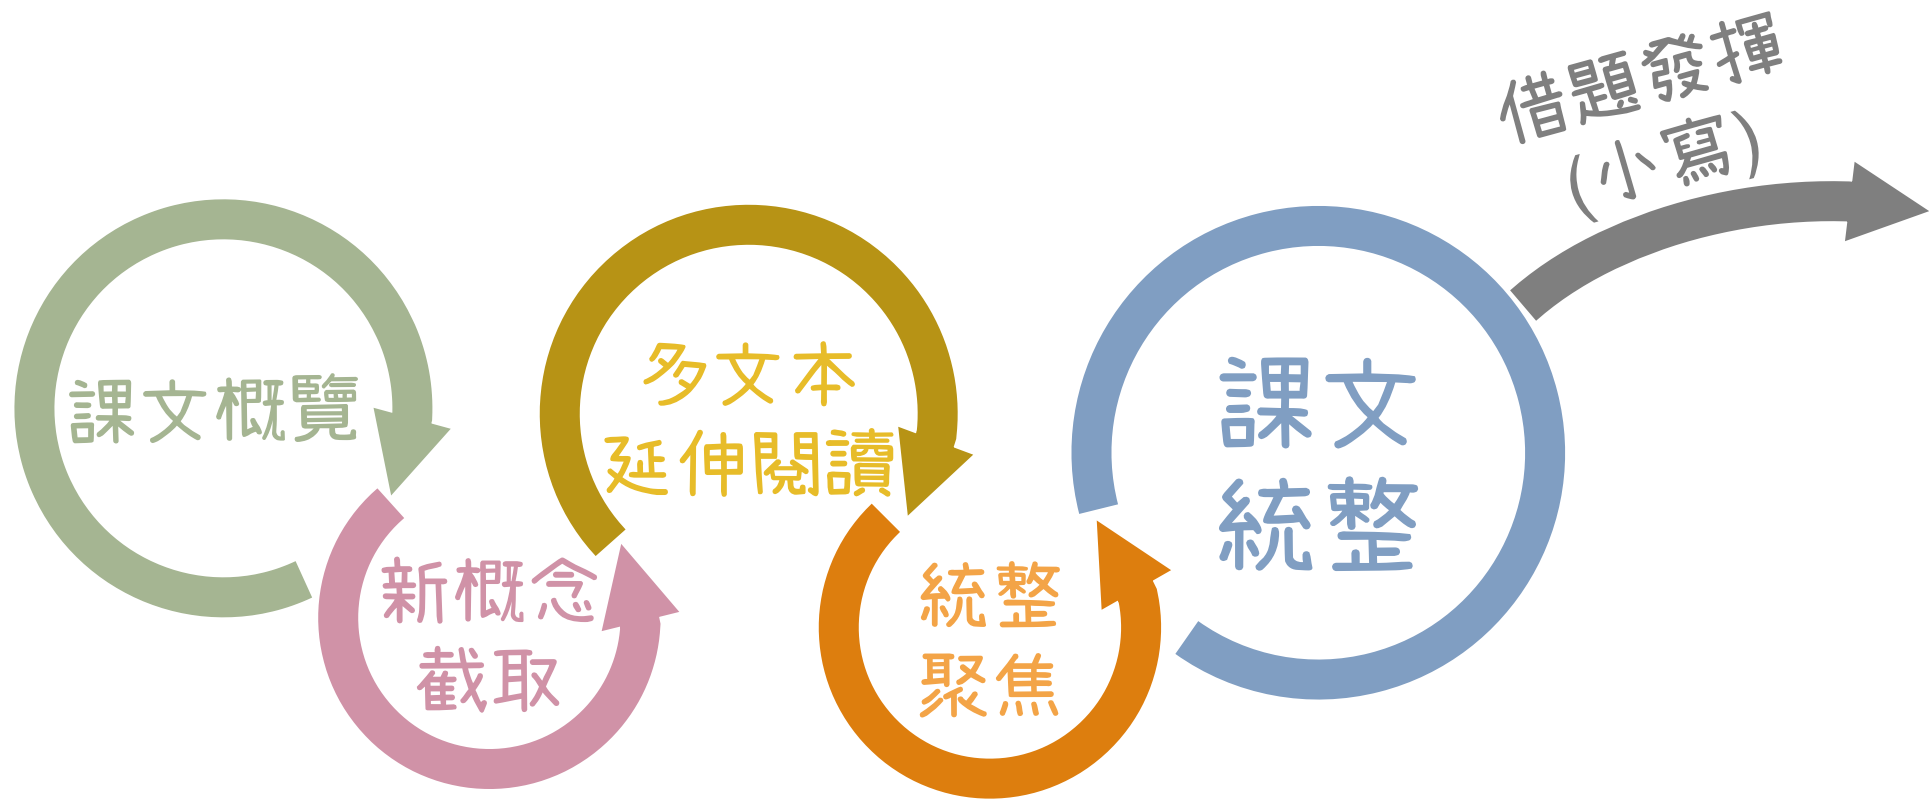 課文概覽
新概念
截取
多文本
延伸閱讀
統整
聚焦
課文
統整
借題發揮
(小寫)